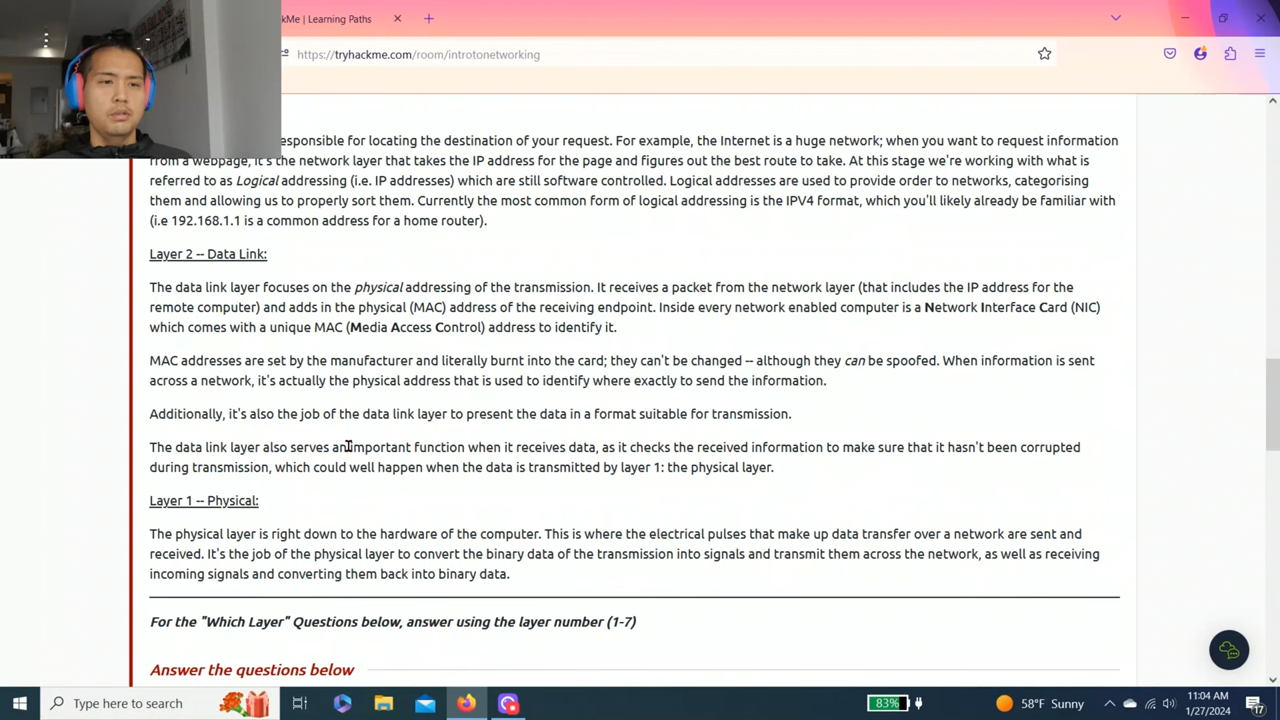 kMe | Learning Paths
https://tryhackme.com/room/introtonetworking
esponsible for locating the destination of your request. For example, the Internet is a huge network; when you want to request information
from a webpage, it's the network layer that takes the IP address for the page and figures out the best route to take. At this stage we're working with what is
referred to as Logical addressing (i.e. IP addresses) which are still software controlled. Logical addresses are used to provide order to networks, categorising
them and allowing us to properly sort them. Currently the most common form of logical addressing is the IPV4 format, which you'll likely already be familiar with
(i.e 192.168.1.1 is a common address for a home router).
Layer 2 -- Data Link:
The data link layer focuses on the physical addressing of the transmission. It receives a packet from the network layer (that includes the IP address for the
remote computer) and adds in the physical (MAC) address of the receiving endpoint. Inside every network enabled computer is a Network Interface Card (NIC)
which comes with a unique MAC (Media Access Control) address to identify it.
MAC addresses are set by the manufacturer and literally burnt into the card; they can't be changed -- although they can be spoofed. When information is sent
across a network, it's actually the physical address that is used to identify where exactly to send the information.
Additionally, it's also the job of the data link layer to present the data in a format suitable for transmission.
The data link layer also serves an important function when it receives data, as it checks the received information to make sure that it hasn't been corrupted
during transmission, which could well happen when the data is transmitted by layer 1: the physical layer.
Layer 1 -- Physical:
The physical layer is right down to the hardware of the computer. This is where the electrical pulses that make up data transfer over a network are sent and
received. It's the job of the physical layer to convert the binary data of the transmission into signals and transmit them across the network, as well as receiving
incoming signals and converting them back into binary data.
For the "Which Layer" Questions below, answer using the layer number (1-7)
Answer the questions below
Type here to search
83%
58°F Sunny
11:04 AM
1/27/2024
17